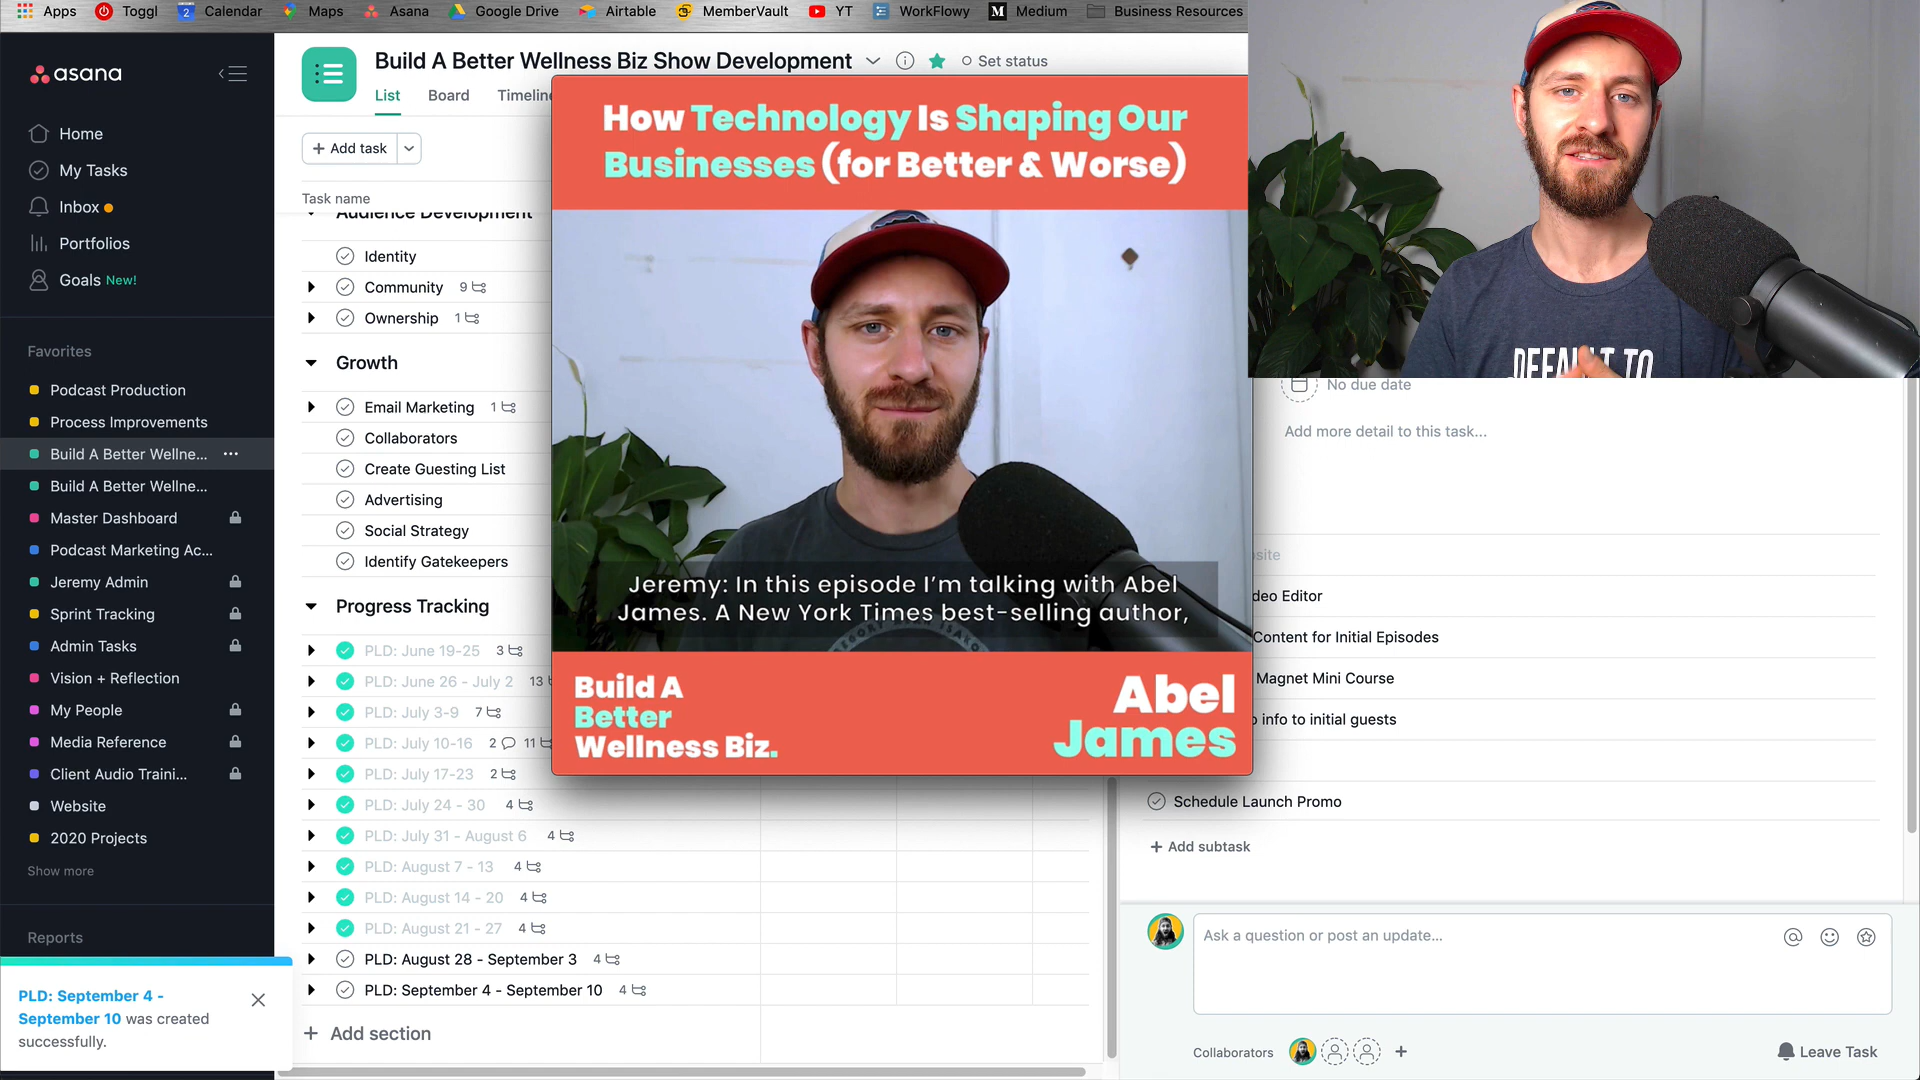 Apps
Toggl
2
Calendar
Maps
Asana
Google Drive
Airtable
MemberVault
YT
WorkFlowy
M
Medium
Business Resources
asana
Home
My Tasks
Inbox
Portfolios
Goals New!
Favorites
Podcast Production
Process Improvements
Build A Better Wellne...
Build A Better Wellne...
Master Dashboard
Podcast Marketing Ac...
Jeremy Admin
Sprint Tracking
Admin Tasks
Vision + Reflection
My People
Media Reference
Client Audio Traini...
Website
2020 Projects
Show more
Reports
PLD: September 4 -
September 10 was created
successfully.
Build A Better Wellness Biz Show Development
Set status
List
Board
Timeline
+ Add task
Task name
Audience Development
Identity
Community 9
Ownership 1
Growth
Email Marketing 1
Collaborators
Create Guesting List
Advertising
Social Strategy
Identify Gatekeepers
Progress Tracking
PLD: June 19-25 3
PLD: June 26 - July 2 13
PLD: July 3-9 7
PLD: July 10-16 2 11
PLD: July 17-23 2
PLD: July 24 - 30 4
PLD: July 31 - August 6 4
PLD: August 7 - 13 4
PLD: August 14 - 20 4
PLD: August 21 - 27 4
PLD: August 28 - September 3 4
PLD: September 4 - September 10 4
+ Add section
How Technology Is Shaping Our
Businesses (for Better & Worse)
Jeremy: In this episode I'm talking with Abel
James. A New York Times best-selling author,
Build A
Better
Wellness Biz.
Abel
James
DEFAULT TO
No due date
Add more detail to this task...
Editor
Content for Initial Episodes
Magnet Mini Course
info to initial guests
Schedule Launch Promo
+ Add subtask
Ask a question or post an update...
Collaborators
+
Leave Task